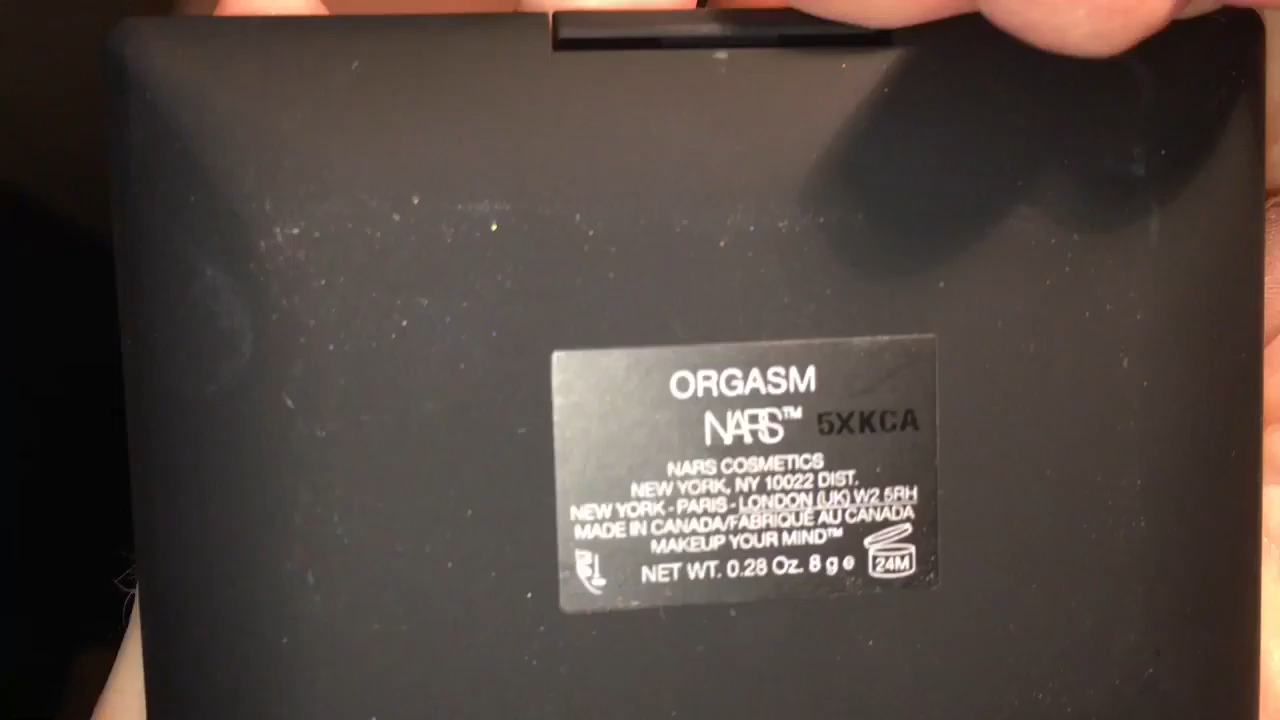 ORGASM
NARS™ 5XKCA
NARS COSMETICS
NEW YORK, NY 10022 DIST.
NEW YORK - PARIS - LONDON (UK) W2 5RH
MADE IN CANADA/FABRIQUÉ AU CANADA
MAKEUP YOUR MIND™
NET WT. 0.28 Oz. 8 g e 24M